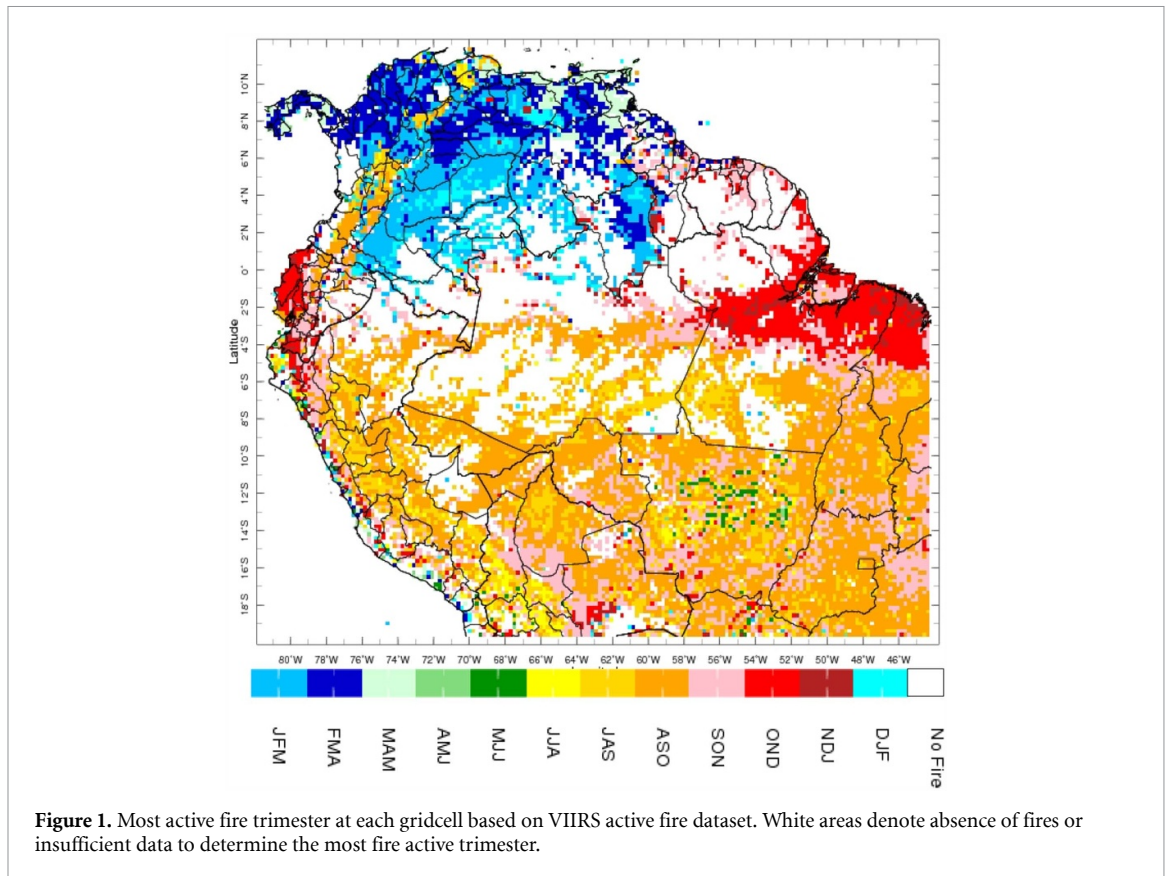 10°N
8°N
6°N
4°N
2°N
0°
2°S
4°S
6°S
8°S
10°S
12°S
14°S
16°S
18°S
Latitude
80°W 78°W 76°W 74°W 72°W 70°W 68°W 66°W 64°W 62°W 60°W 58°W 56°W 54°W 52°W 50°W 48°W 46°W
JFM FMA MAM AMJ MJJ JJA JAS ASO SON OND NDJ DJF No Fire
Figure 1. Most active fire trimester at each gridcell based on VIIRS active fire dataset. White areas denote absence of fires or
insufficient data to determine the most fire active trimester.